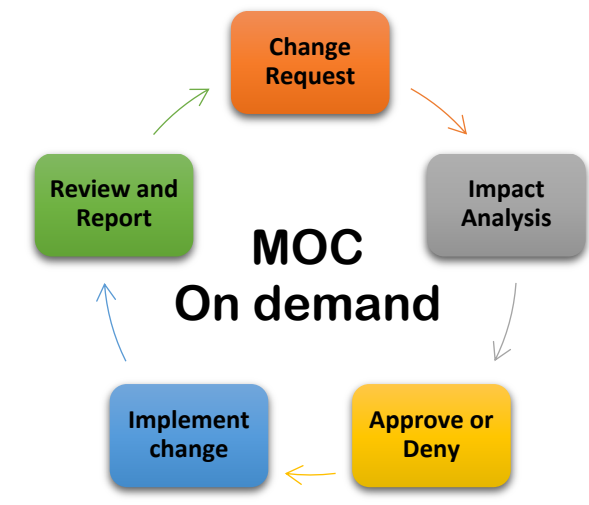 Change
Request
Impact
Analysis
Approve or
Deny
Implement
change
Review and
Report
MOC
On demand